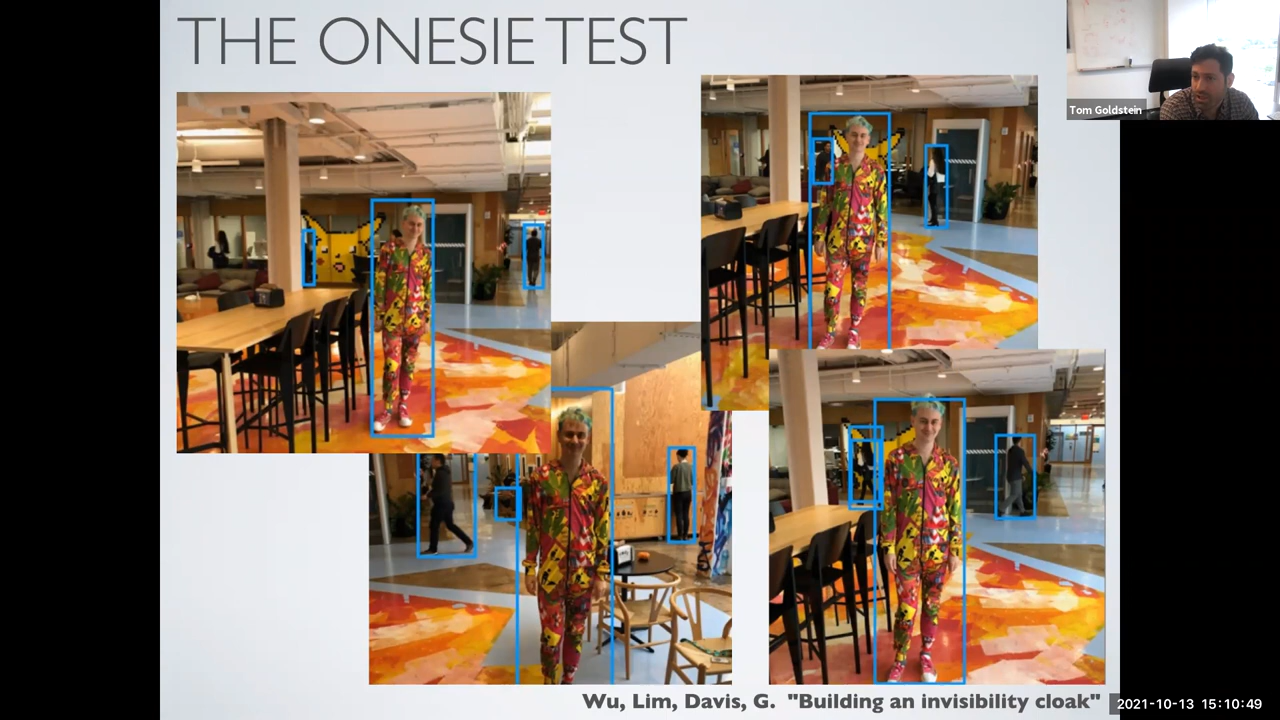 THE ONESIE TEST
Tom Goldstein
Wu, Lim, Davis, G. "Building an invisibility cloak"
2021-10-13 15:10:49